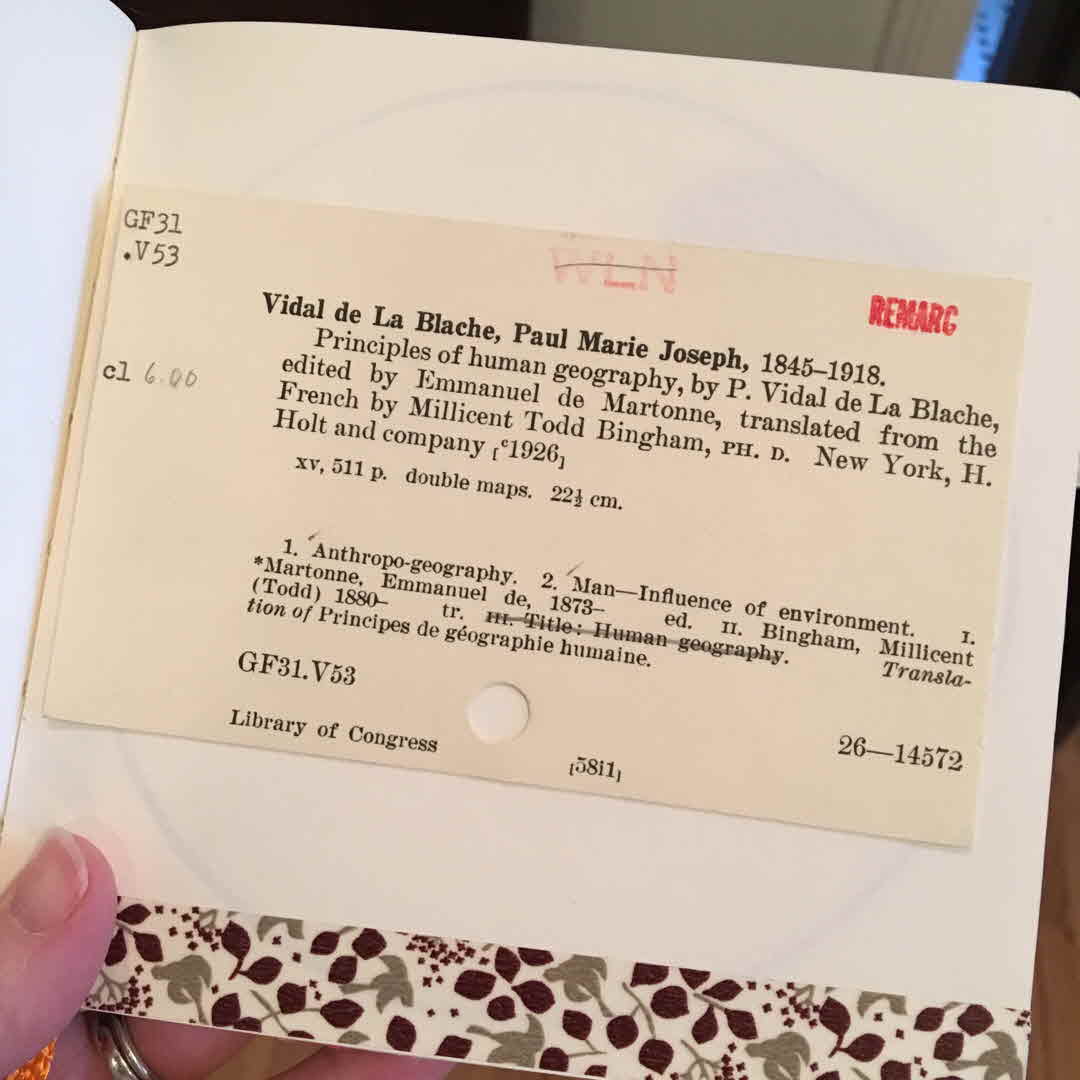 GF31
.V53
WLN
REMARC
Vidal de La Blache, Paul Marie Joseph, 1845–1918.
Principles of human geography, by P. Vidal de La Blache,
edited by Emmanuel de Martonne, translated from the
French by Millicent Todd Bingham, PH. D. New York, H.
Holt and company [ᶜ1926]
c1 6.00
xv, 511 p. double maps. 22½ cm.
1. Anthropo-geography. 2. Man—Influence of environment. I.
*Martonne, Emmanuel de, 1873– ed. II. Bingham, Millicent
(Todd) 1880– tr. III. Title: Human geography. Transla-
tion of Principes de géographie humaine.
GF31.V53
Library of Congress
[58i1]
26—14572